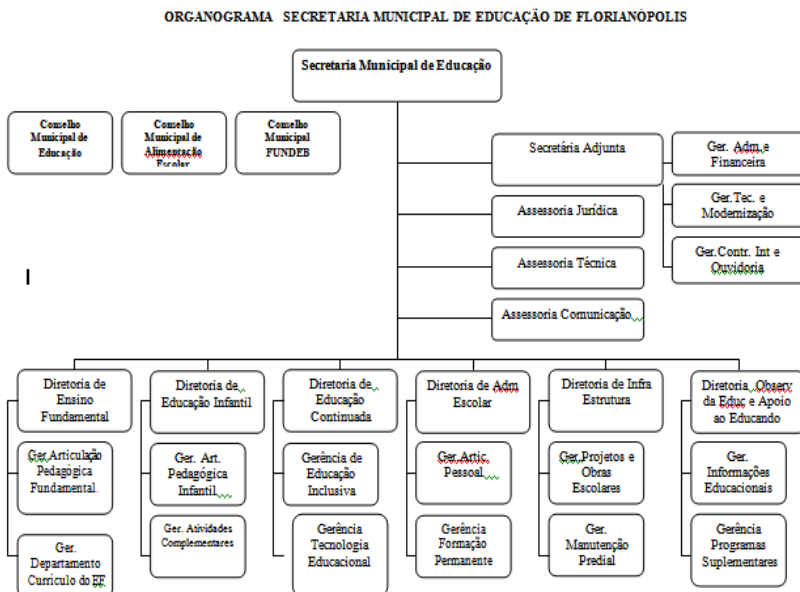 ORGANOGRAMA SECRETARIA MUNICIPAL DE EDUCAÇÃO DE FLORIANÓPOLIS
Secretaria Municipal de Educação
Conselho
Municipal de
Educação
Conselho
Municipal de
Alimentação
Escolar
Conselho
Municipal
FUNDEB
Secretária Adjunta
Ger. Adm.e
Financeira
Ger.Tec. e
Modernização
Assessoria Jurídica
Ger.Contr. Int e
Ouvidoria
Assessoria Técnica
Assessoria Comunicação
Diretoria de
Ensino
Fundamental
Diretoria de
Educação Infantil
Diretoria de
Educação
Continuada
Diretoria de Adm
Escolar
Diretoria de Infra
Estrutura
Diretoria Observ
da Educ e Apoio
ao Educando
Ger.Articulação
Pedagógica
Fundamental.
Ger. Art.
Pedagógica
Infantil
Gerência de
Educação
Inclusiva
Ger.Artic.
Pessoal
Ger.Projetos e
Obras
Escolares
Ger.
Informações
Educacionais
Ger.
Departamento
Currículo do EF
Ger. Atividades
Complementares
Gerência
Tecnologia
Educacional
Gerência
Formação
Permanente
Ger.
Manutenção
Predial
Gerência
Programas
Suplementares